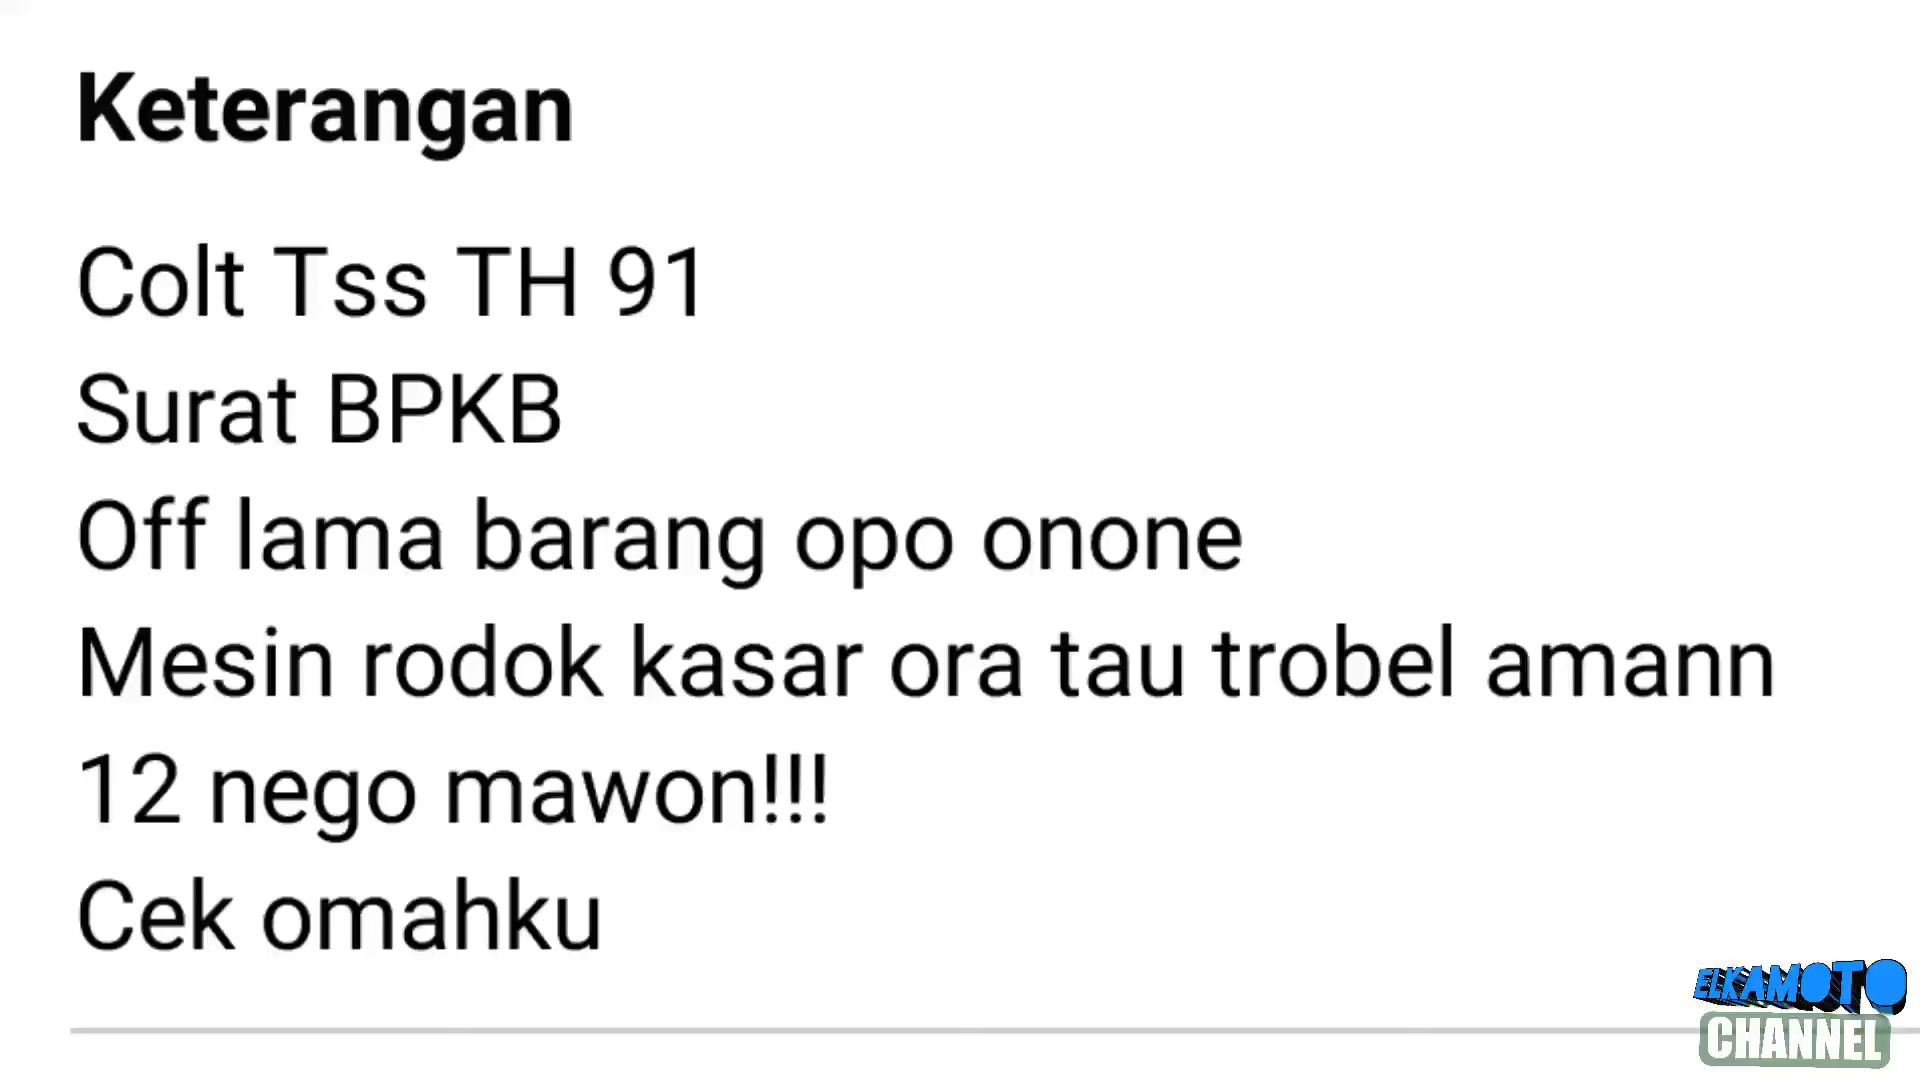 Keterangan
Colt Tss TH 91
Surat BPKB
Off lama barang opo onone
Mesin rodok kasar ora tau trobel amann
12 nego mawon!!!
Cek omahku
ELKAMOTO
CHANNEL